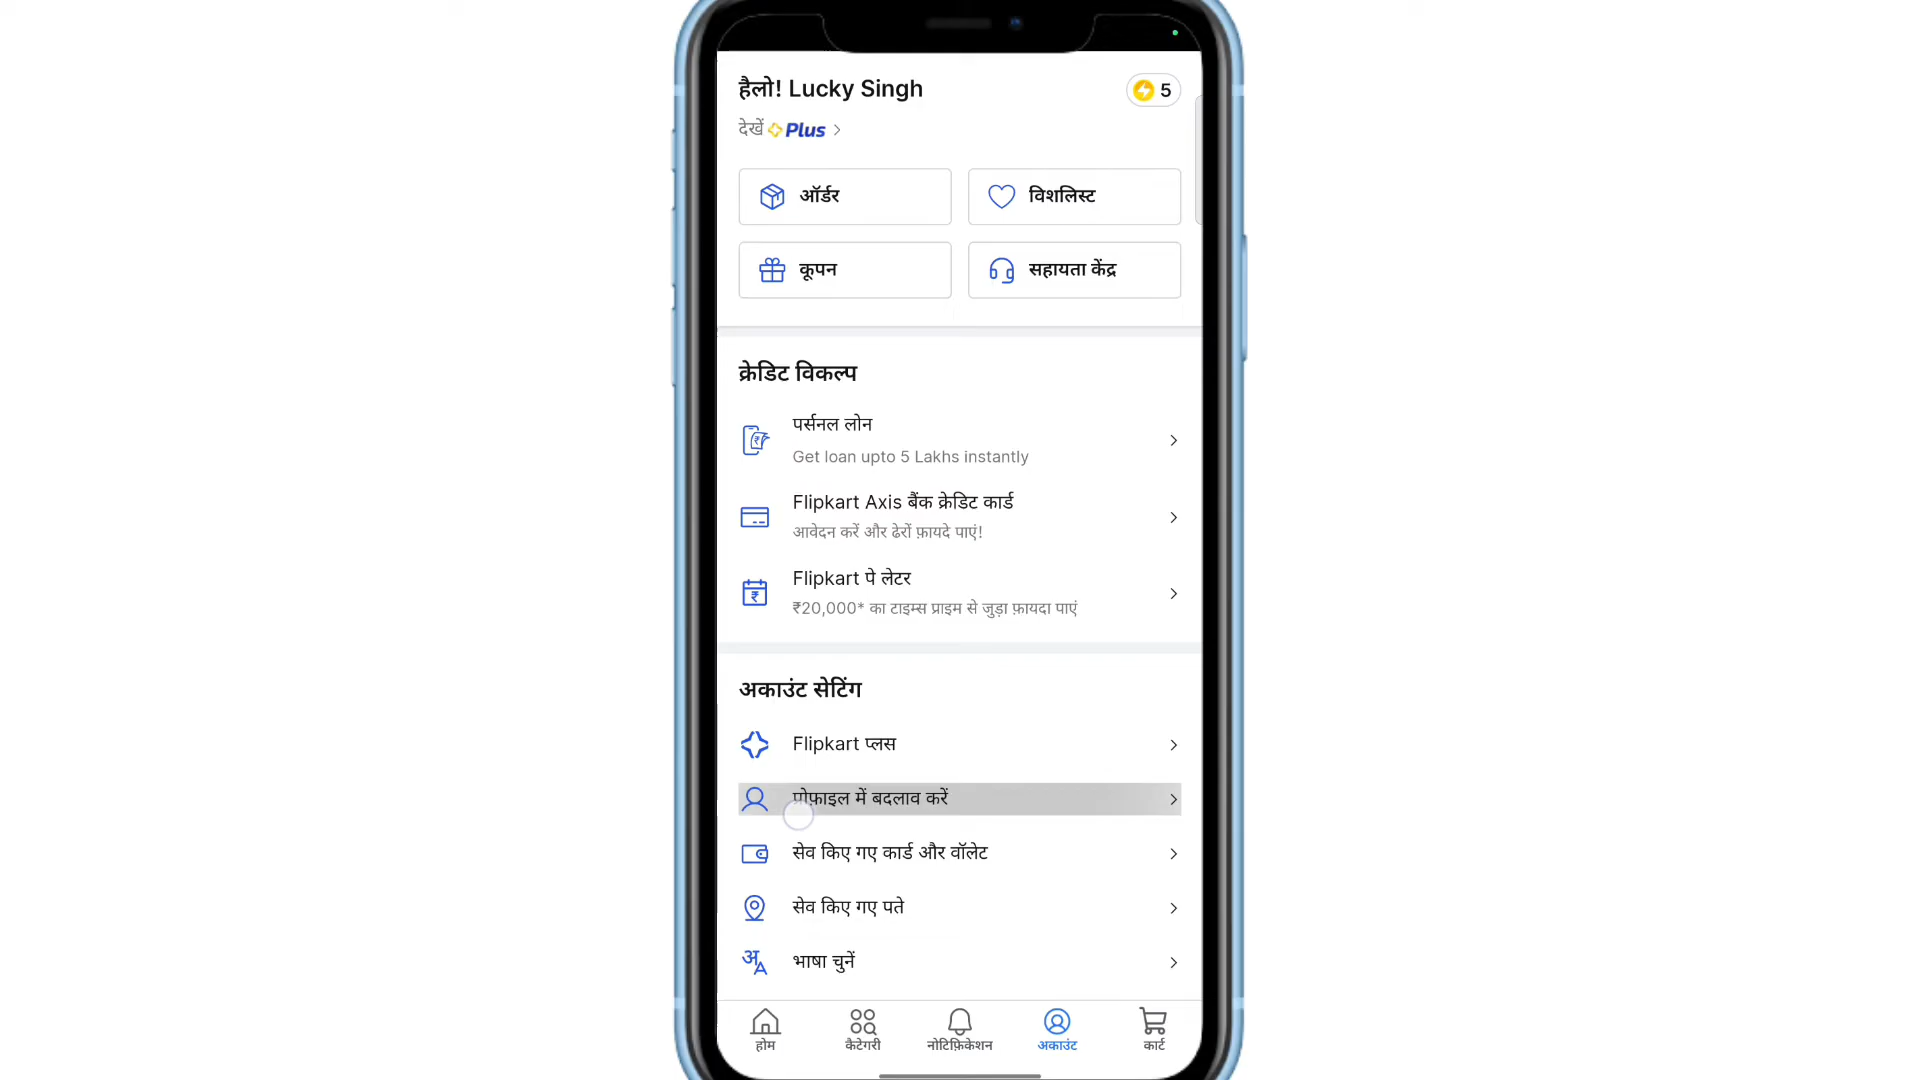 हैलो! Lucky Singh
5
देखें Plus
ऑर्डर
विशलिस्ट
कूपन
सहायता केंद्र
क्रेडिट विकल्प
पर्सनल लोन
Get loan upto 5 Lakhs instantly
Flipkart Axis बैंक क्रेडिट कार्ड
आवेदन करें और ढेरों फ़ायदे पाएं!
Flipkart पे लेटर
₹20,000* का टाइम्स प्राइम से जुड़ा फ़ायदा पाएं
अकाउंट सेटिंग
Flipkart प्लस
प्रोफ़ाइल में बदलाव करें
सेव किए गए कार्ड और वॉलेट
सेव किए गए पते
भाषा चुनें
होम
कैटेगरी
नोटिफ़िकेशन
अकाउंट
कार्ट